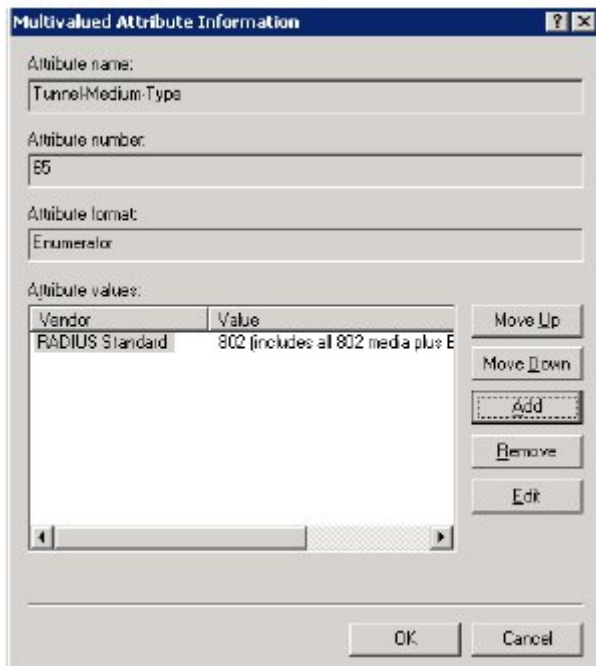 Multivalued Attribute Information
Attribute name:
Tunnel-Medium-Type
Attribute number:
65
Attribute format:
Enumerator
Attribute values:
Vendor Value
RADIUS Standard 802 (includes all 802 media plus E
Move Up
Move Down
Add
Remove
Edit
OK Cancel